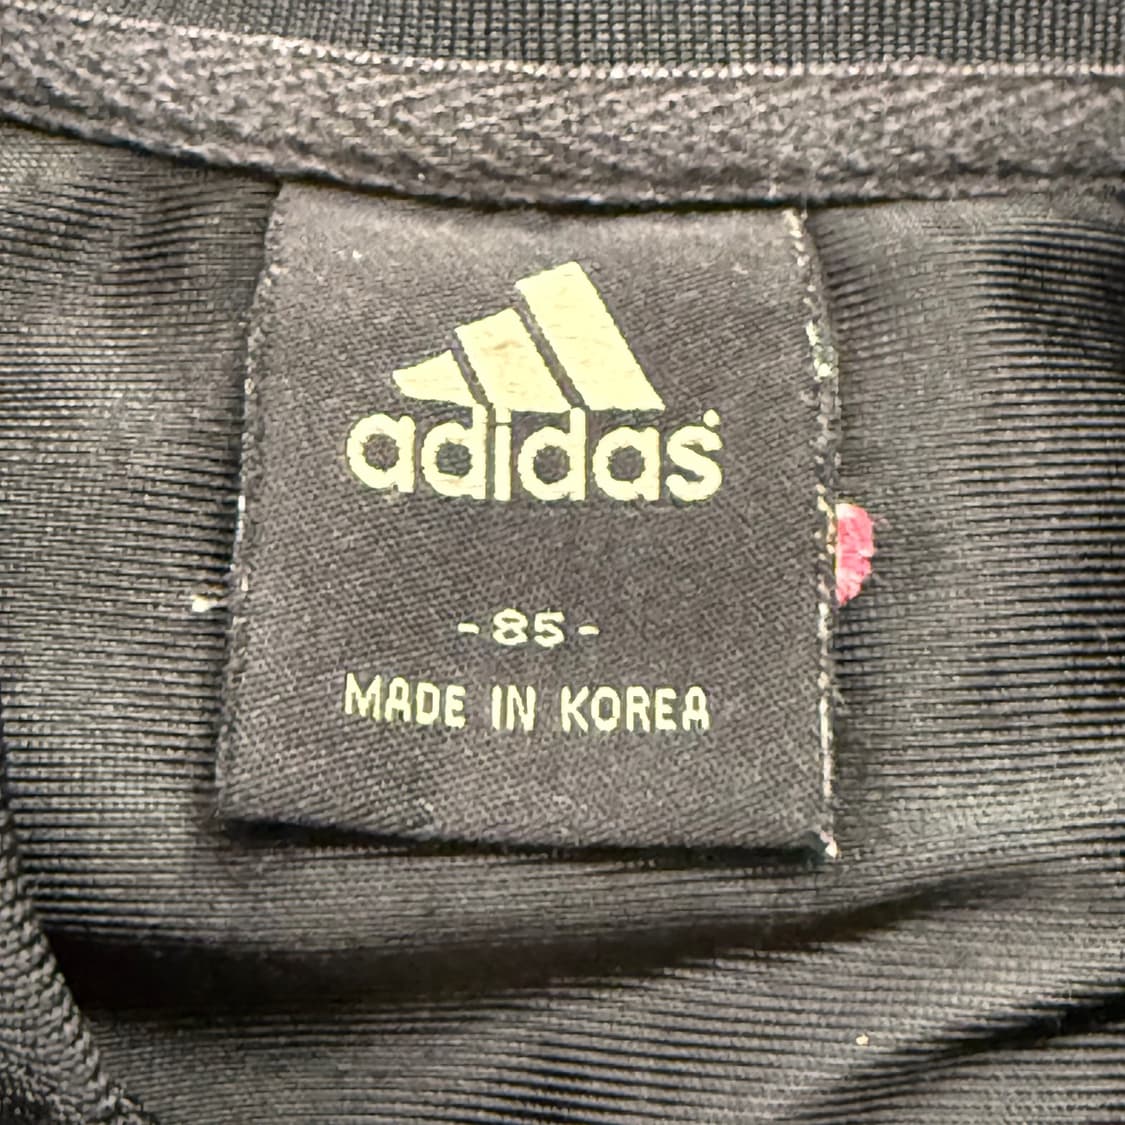 adidas
-85-
MADE IN KOREA